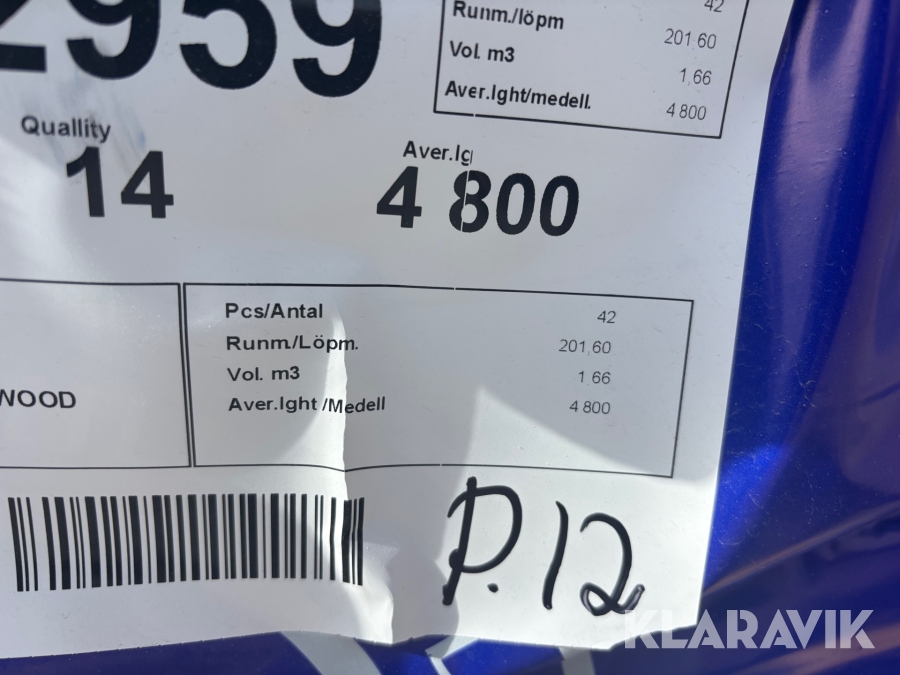 2959
Runm./löpm 42
201,60
Vol. m3 1,66
Aver.lght/medell. 4 800
Quallity
14
Aver.lg
4 800
Pcs/Antal 42
Runm./Löpm. 201,60
Vol. m3 1 66
Aver.lght /Medell 4 800
WOOD
P.12
KLARAVIK